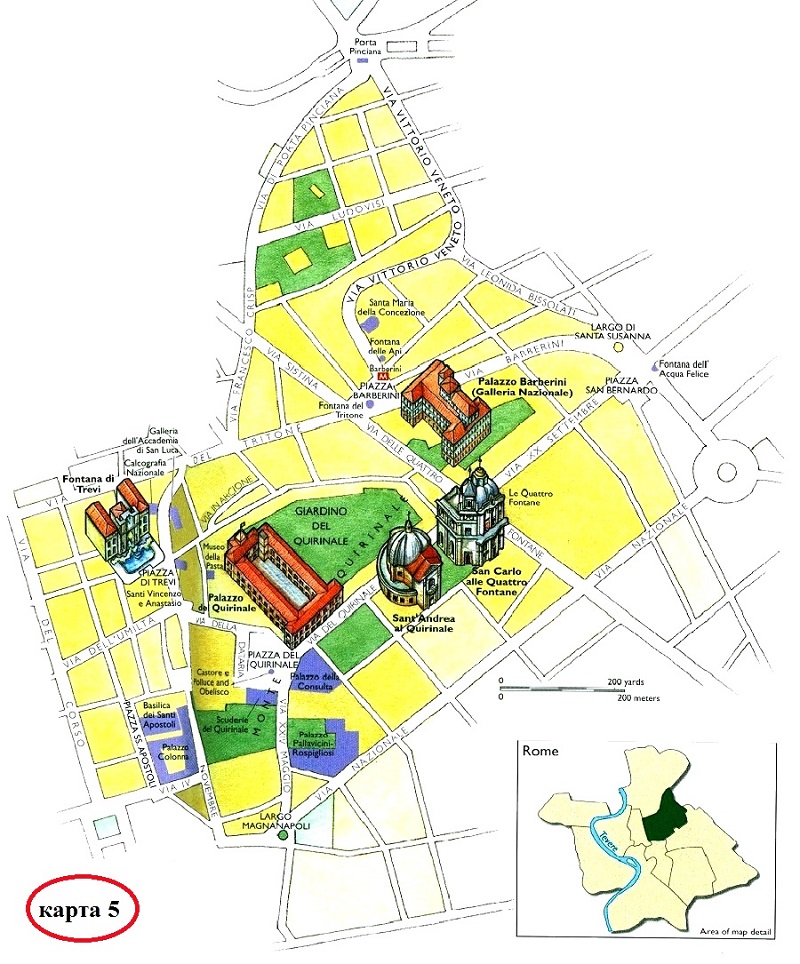 Porta
Pinciana
VIA DI PORTA PINCIANA
VIA VITTORIO VENETO
VIA LUDOVISI
VIA VITTORIO VENETO
VIA LEONIDA BISSOLATI
Santa Maria
della Concezione
LARGO DI
SANTA SUSANNA
Fontana
delle Api
VIA BARBERINI
Fontana dell'
Acqua Felice
VIA FRANCESCO CRISP
VIA SISTINA
Barberini
M
PIAZZA
BARBERINI
Palazzo Barberini
(Galleria Nazionale)
PIAZZA
SAN BERNARDO
Fontana del
Tritone
VIA DELLE QUATTRO
VIA XX SETTEMBRE
Galleria
dell'Accademia
di San Luca
Calcografia
Nazionale
DEL TRITONE
Fontana di
Trevi
VIA
VIA IN ARCIONE
GIARDINO
DEL
QUIRINALE
QUIRINALE
Le Quattro
Fontane
FONTANE
VIA NAZIONALE
VIA
Museo
della
Pasta
PIAZZA
DI TREVI
Santi Vincenzo
e Anastasio
Palazzo
del Quirinale
San Carlo
alle Quattro
Fontane
VIA DEL QUIRINALE
Sant'Andrea
al Quirinale
VIA DELL'UMILTA
VIA DELLA
DATARIA
PIAZZA DEL
QUIRINALE
DEL
Castore e
Polluce and
Obelisco
Palazzo della
Consulta
0 200 yards
0 200 meters
MONTE
CORSO
PIAZZA SS. APOSTOLI
Basilica
dei Santi
Apostoli
Scuderie
del Quirinale
Palazzo
Colonna
VIA XXIV MAGGIO
Palazzo
Pallavicini-
Rospigliosi
VIA NAZIONALE
VIA IV
NOVEMBRE
LARGO
MAGNANAPOLI
Rome
Tevere
Area of map detail
карта 5